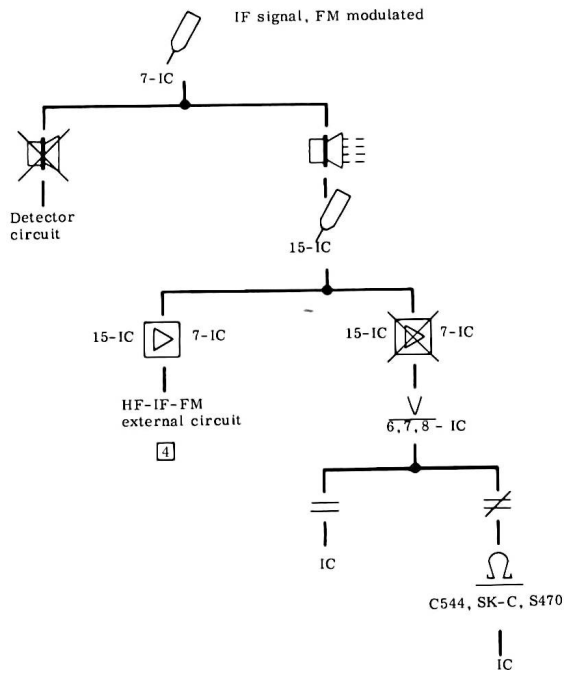 IF signal, FM modulated
7-IC
Detector
circuit
15-IC
15-IC 7-IC
15-IC 7-IC
HF-IF-FM
external circuit
4
V
6,7,8 - IC
IC
Ω
C544, SK-C, S470
IC